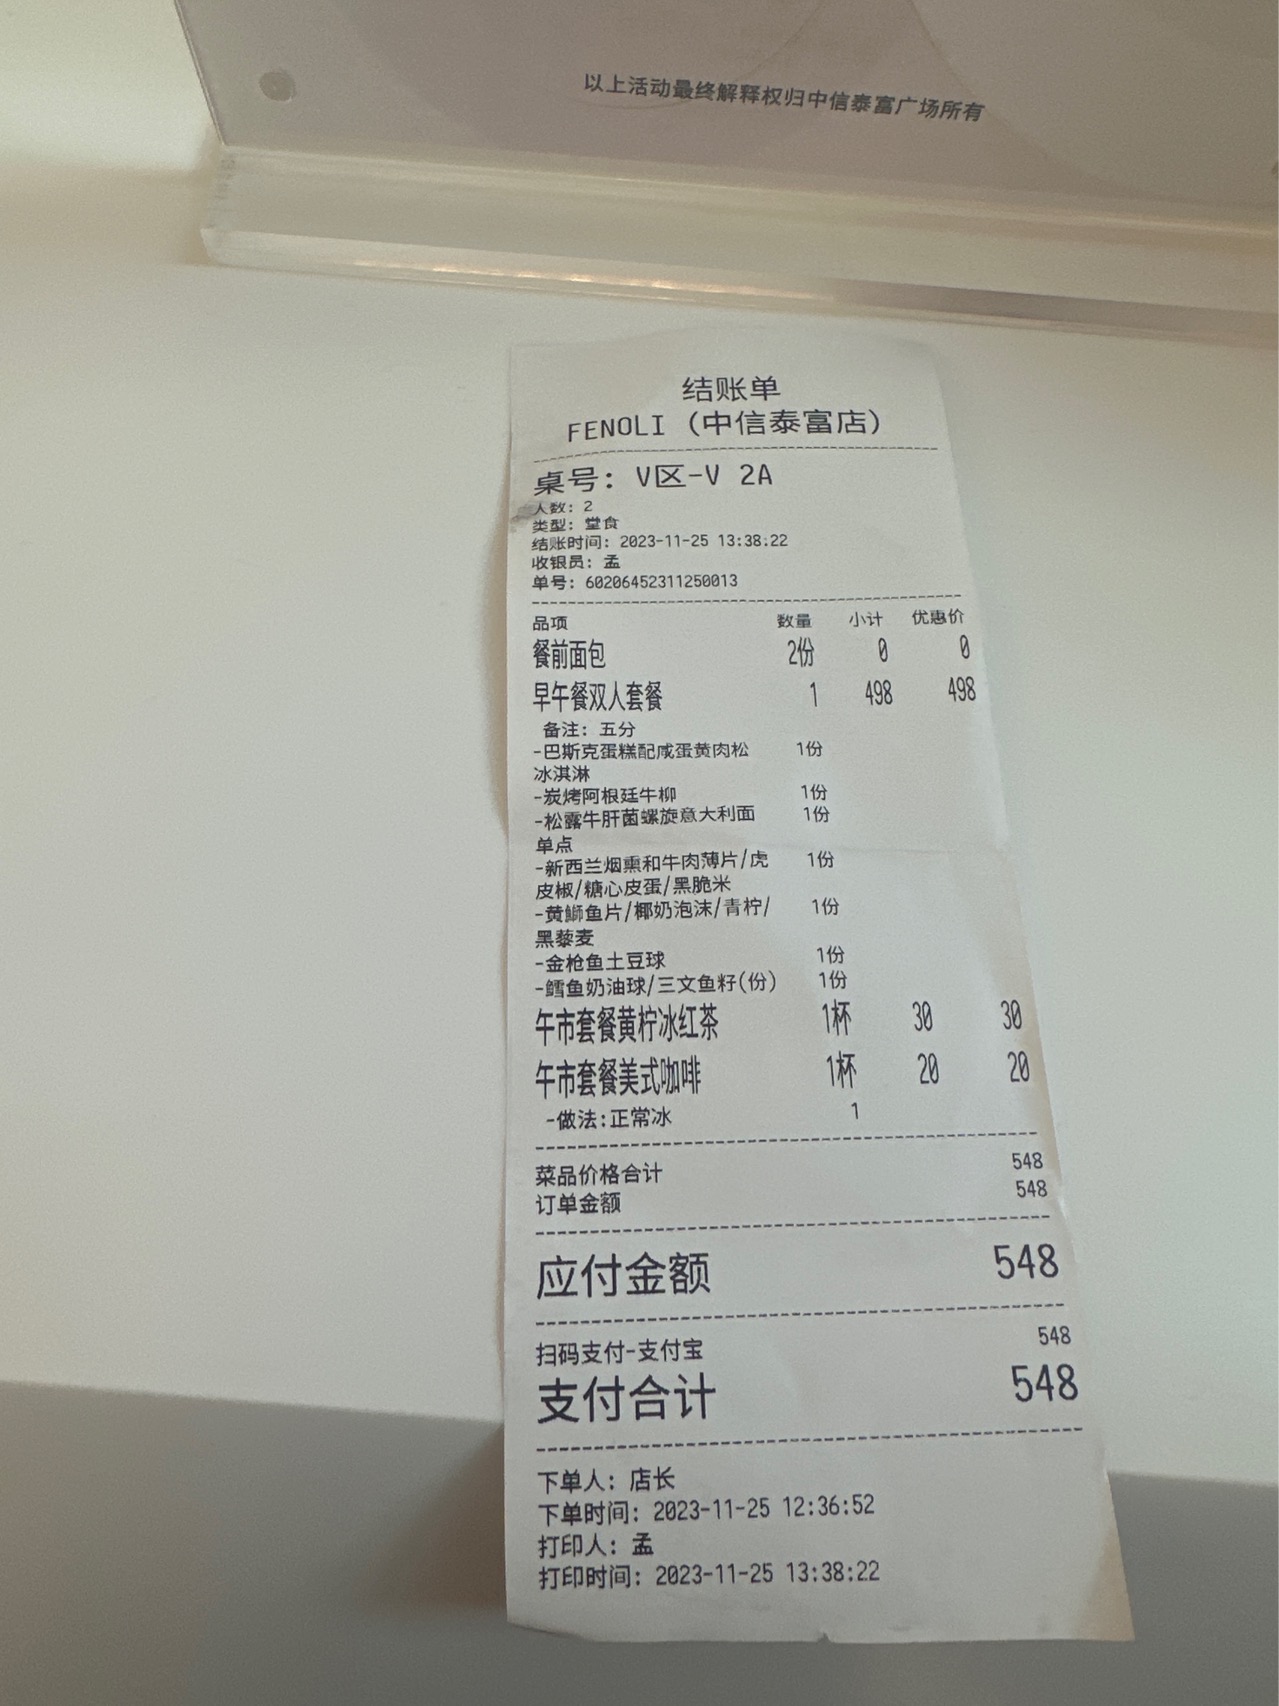 以上活动最终解释权归中信泰富广场所有
结账单
FENOLI (中信泰富店)
桌号: V区-V 2A
人数: 2
类型: 堂食
结账时间: 2023-11-25 13:38:22
收银员: 孟
单号: 60206452311250013
品项 数量 小计 优惠价
餐前面包 2份 0 0
早午餐双人套餐 1 498 498
备注: 五分
-巴斯克蛋糕配咸蛋黄肉松 1份
冰淇淋
-炭烤阿根廷牛柳 1份
-松露牛肝菌螺旋意大利面 1份
单点
-新西兰烟熏和牛肉薄片/虎 1份
皮椒/糖心皮蛋/黑脆米
-黄鰤鱼片/椰奶泡沫/青柠/ 1份
黑藜麦
-金枪鱼土豆球 1份
-鳕鱼奶油球/三文鱼籽(份) 1份
午市套餐黄柠冰红茶 1杯 30 30
午市套餐美式咖啡 1杯 20 20
-做法:正常冰 1
菜品价格合计 548
订单金额 548
应付金额 548
扫码支付-支付宝 548
支付合计 548
下单人: 店长
下单时间: 2023-11-25 12:36:52
打印人: 孟
打印时间: 2023-11-25 13:38:22